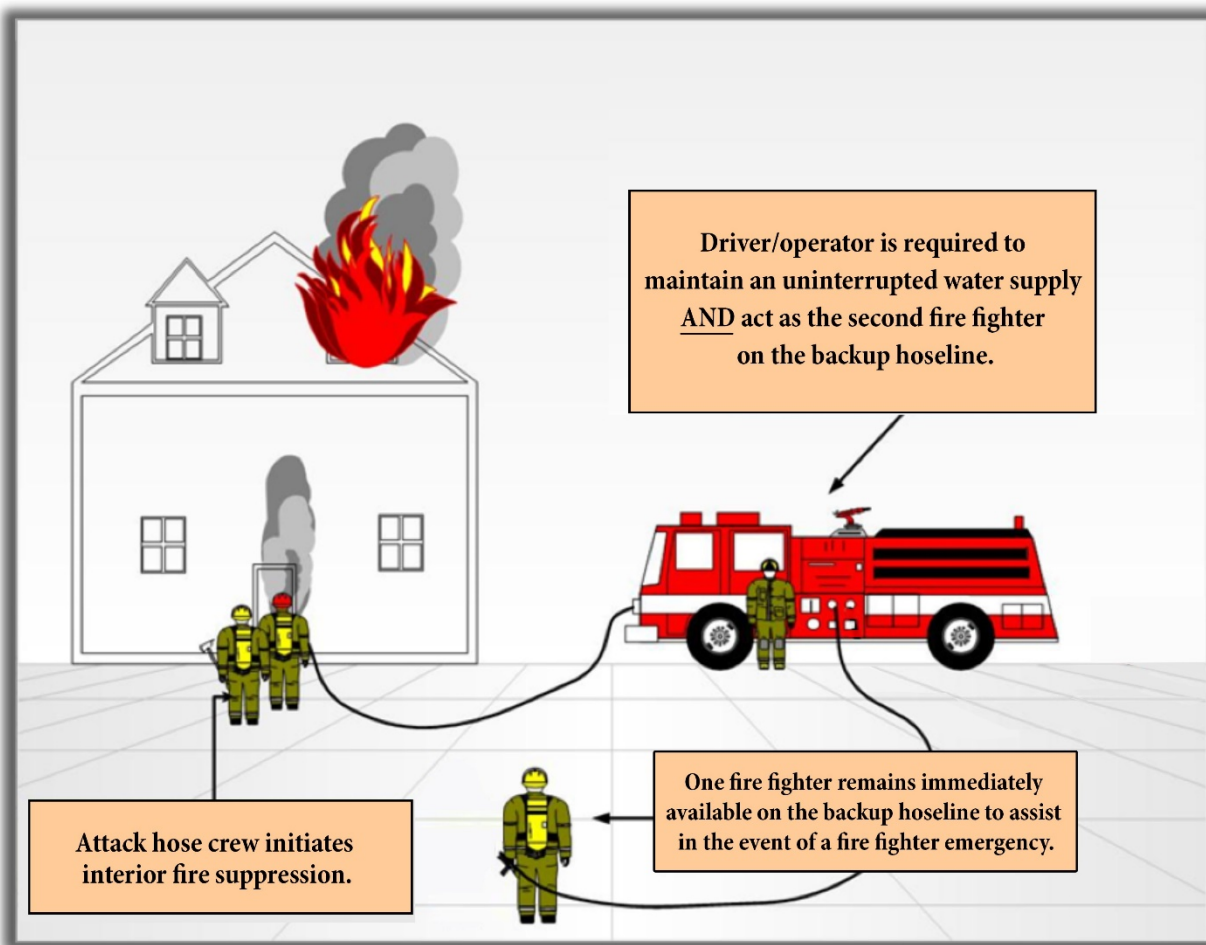 Driver/operator is required to
maintain an uninterrupted water supply
AND act as the second fire fighter
on the backup hoseline.
One fire fighter remains immediately
available on the backup hoseline to assist
in the event of a fire fighter emergency.
Attack hose crew initiates
interior fire suppression.